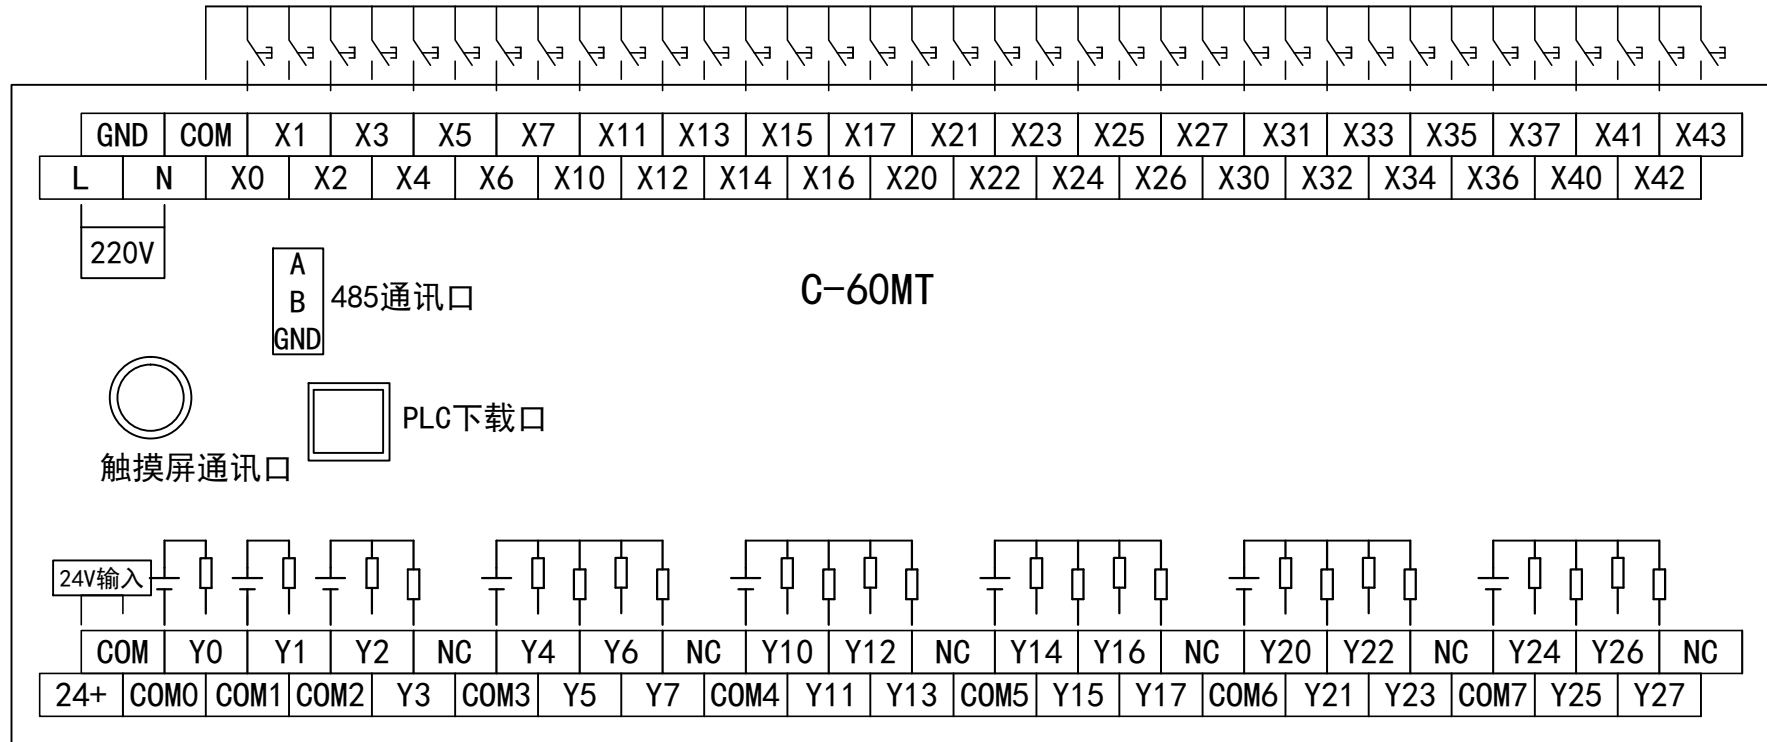 GND COM X1 X3 X5 X7 X11 X13 X15 X17 X21 X23 X25 X27 X31 X33 X35 X37 X41 X43
L N X0 X2 X4 X6 X10 X12 X14 X16 X20 X22 X24 X26 X30 X32 X34 X36 X40 X42
220V
A
B
GND
485通讯口
C-60MT
PLC下载口
触摸屏通讯口
24V输入
COM Y0 Y1 Y2 NC Y4 Y6 NC Y10 Y12 NC Y14 Y16 NC Y20 Y22 NC Y24 Y26 NC
24+ COM0 COM1 COM2 Y3 COM3 Y5 Y7 COM4 Y11 Y13 COM5 Y15 Y17 COM6 Y21 Y23 COM7 Y25 Y27